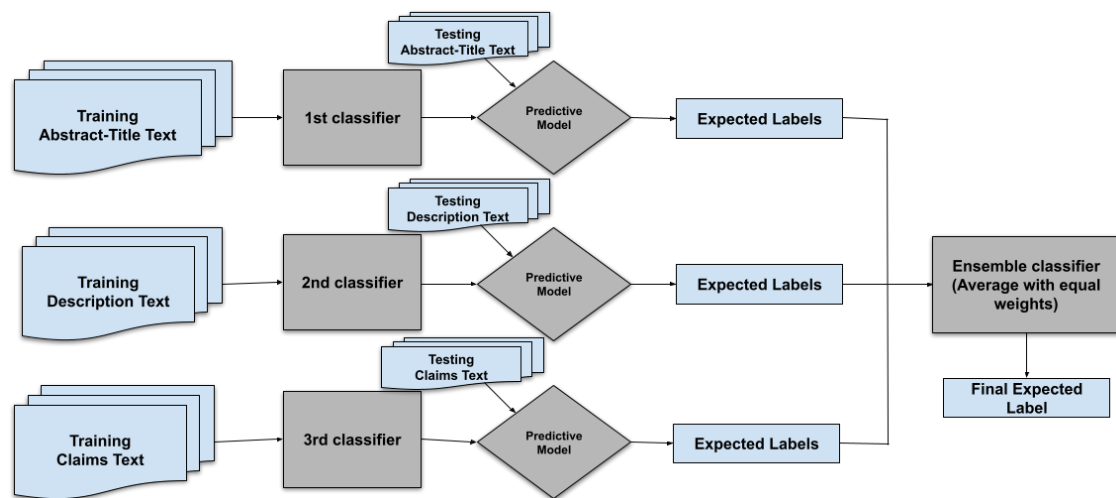 Testing
Abstract-Title Text
Training
Abstract-Title Text
1st classifier
Predictive
Model
Expected Labels
Testing
Description Text
Training
Description Text
2nd classifier
Predictive
Model
Expected Labels
Ensemble classifier
(Average with equal
weights)
Testing
Claims Text
Training
Claims Text
3rd classifier
Predictive
Model
Expected Labels
Final Expected
Label